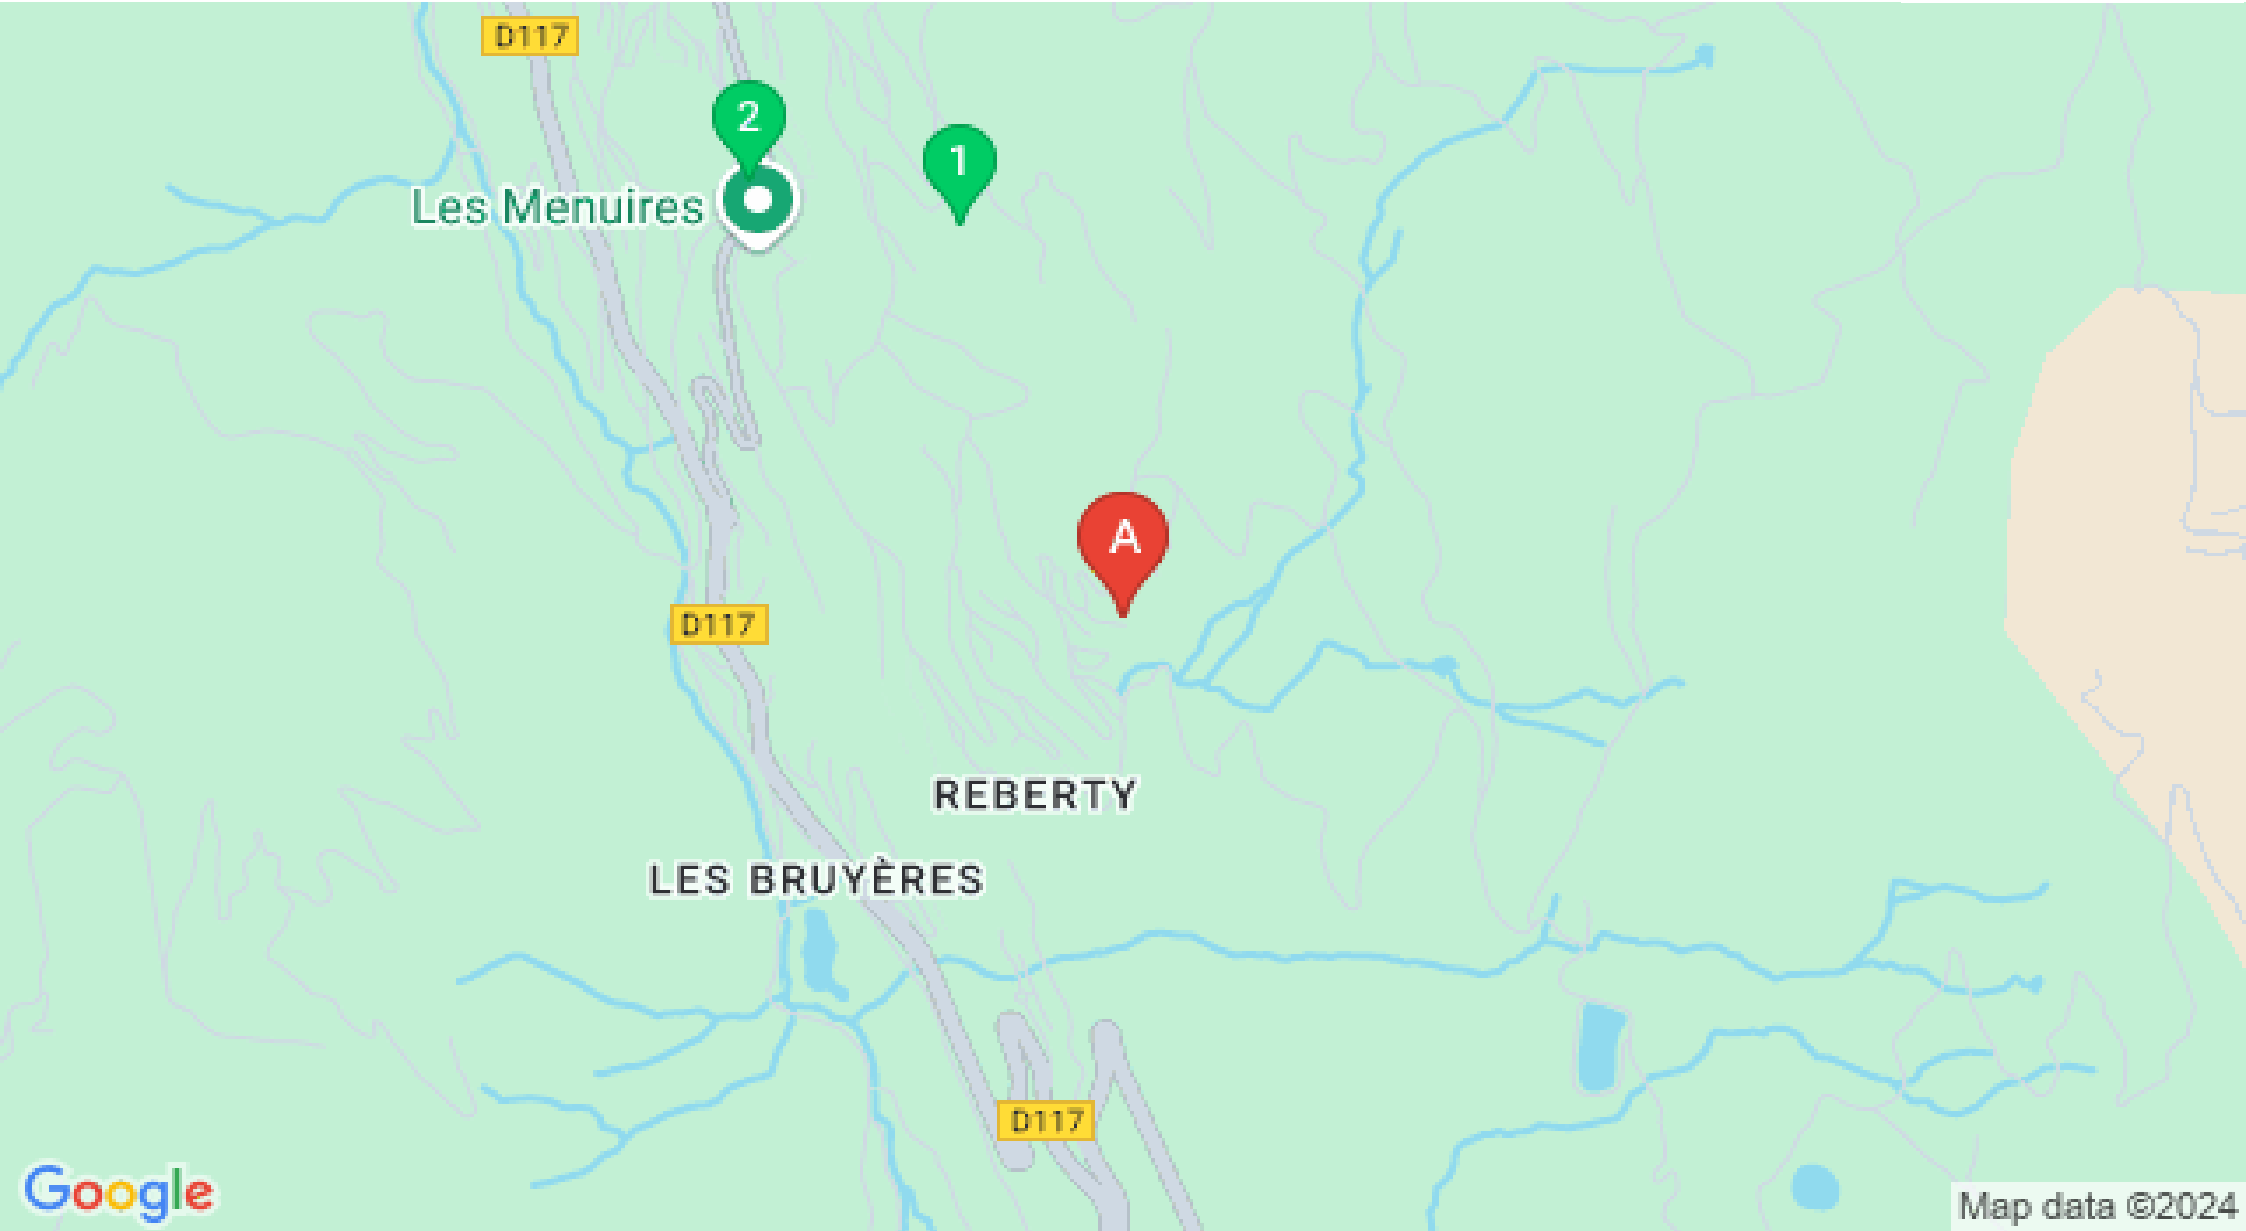 D117
2
1
Les Menuires
A
D117
REBERTY
LES BRUYÈRES
D117
Google
Map data ©2024